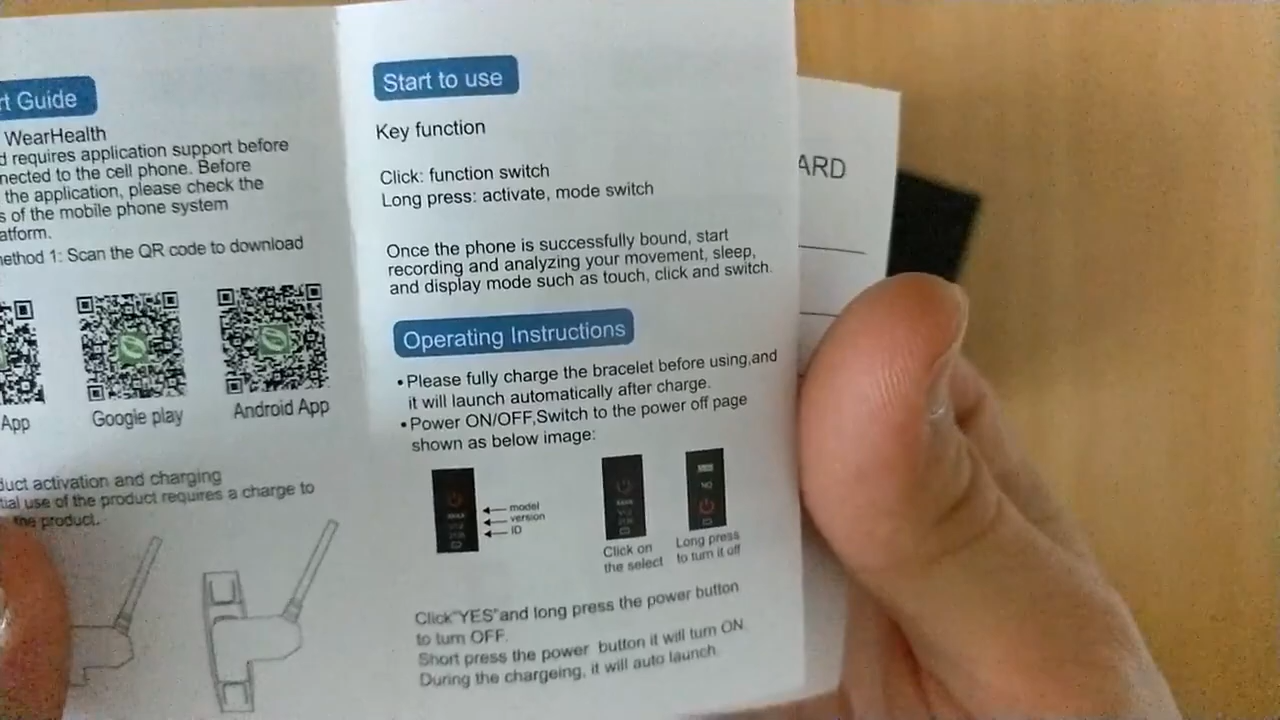 rt Guide
WearHealth
d requires application support before
nected to the cell phone. Before
the application, please check the
s of the mobile phone system
atform.
ethod 1: Scan the QR code to download
App
Google play
Android App
duct activation and charging
tial use of the product requires a charge to
the product.
Start to use
Key function
Click: function switch
Long press: activate, mode switch
Once the phone is successfully bound, start
recording and analyzing your movement, sleep,
and display mode such as touch, click and switch.
Operating Instructions
•Please fully charge the bracelet before using,and
it will launch automatically after charge.
•Power ON/OFF,Switch to the power off page
shown as below image:
model
version
ID
Click on
the select
NO
Long press
to turn it off
Click"YES"and long press the power button
to turn OFF.
Short press the power button it will turn ON
During the chargeing, it will auto launch
ARD